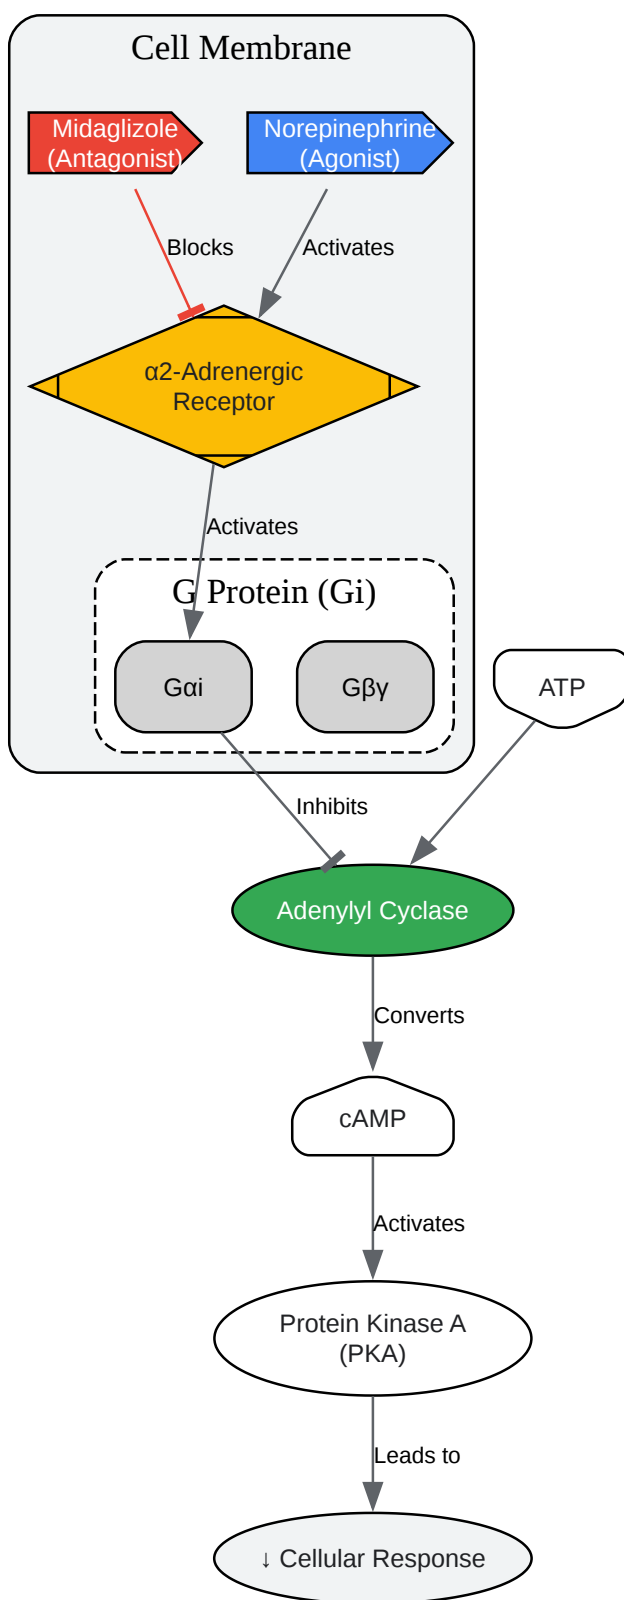 Cell Membrane
Midaglizole
(Antagonist)
Norepinephrine
(Agonist)
Blocks
Activates
α2-Adrenergic
Receptor
Activates
G Protein (Gi)
Gαi
Gβγ
ATP
Inhibits
Adenylyl Cyclase
Converts
cAMP
Activates
Protein Kinase A
(PKA)
Leads to
↓ Cellular Response